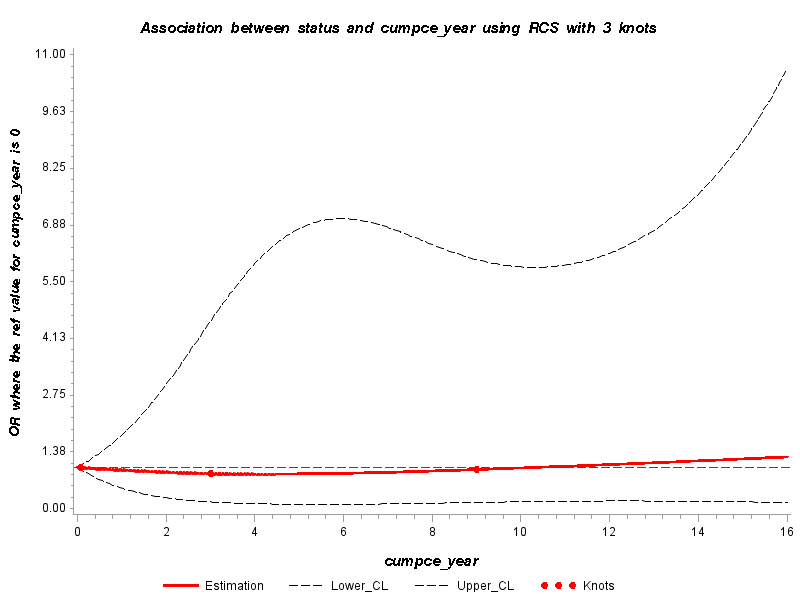 Association between status and cumpce_year using RCS with 3 knots
11.00
9.63
8.25
6.88
5.50
4.13
2.75
1.38
0.00
OR where the ref value for cumpce_year is 0
0 2 4 6 8 10 12 14 16
cumpce_year
Estimation Lower_CL Upper_CL Knots